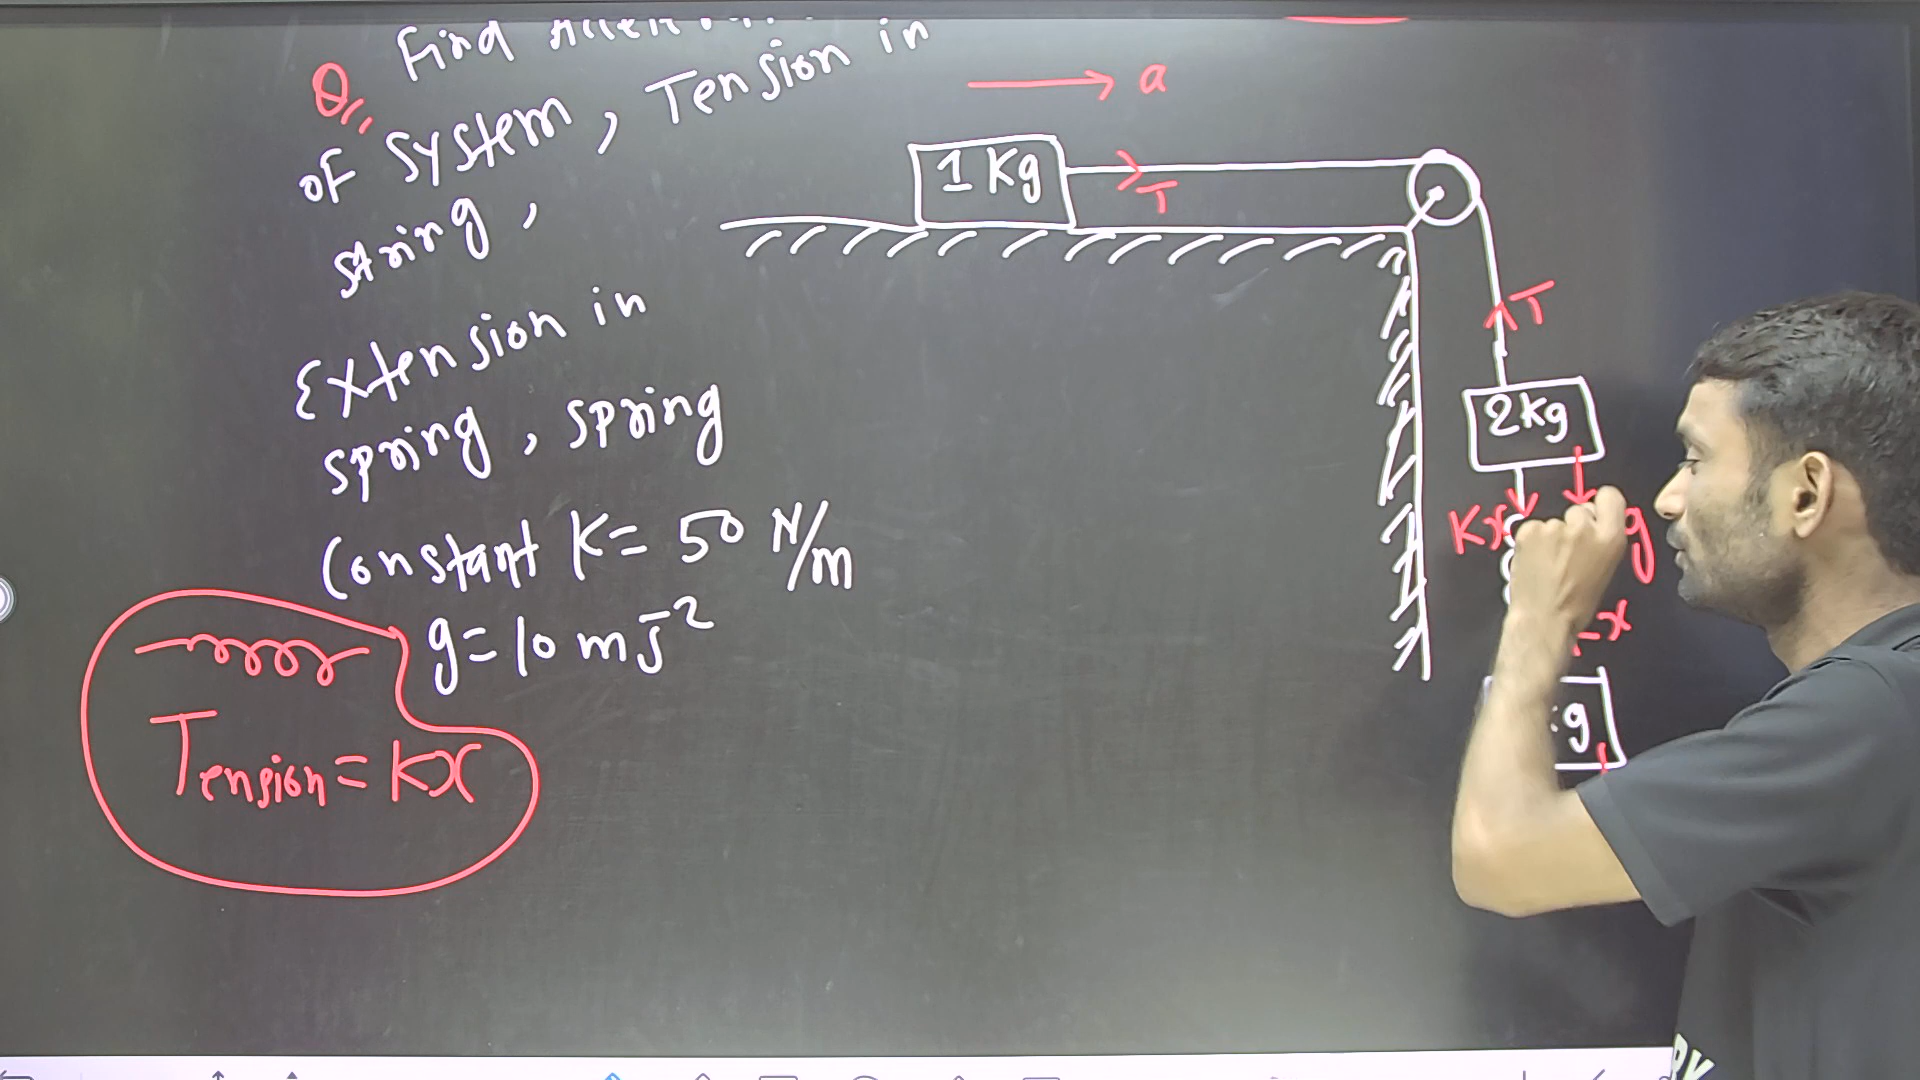 Q,, Find
of System, Tension in
string,
Extension in
spring, spring
Constant K = 50 N/m
g = 10 ms⁻²
Tension = Kx
a
1 Kg
T
T
2kg
Kx
g
x
g